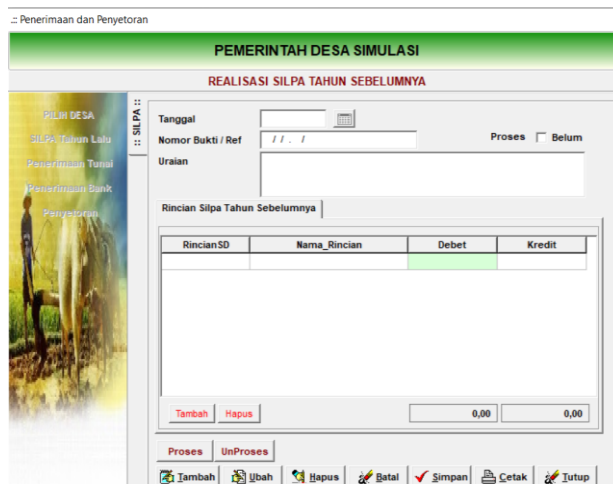 .:: Penerimaan dan Penyetoran
PEMERINTAH DESA SIMULASI
REALISASI SILPA TAHUN SEBELUMNYA
PILIH DESA
SILPA Tahun Lalu
Penerimaan Tunai
Penerimaan Bank
Penyetoran
:: SILPA ::
Tanggal
Nomor Bukti / Ref / / . /
Proses Belum
Uraian
Rincian Silpa Tahun Sebelumnya
RincianSD Nama_Rincian Debet Kredit
Tambah Hapus 0,00 0,00
Proses UnProses
Tambah Ubah Hapus Batal Simpan Cetak Tutup